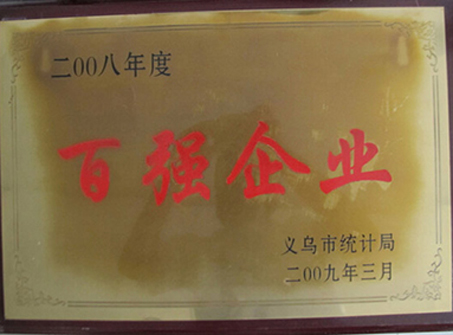 二00八年度
百强企业
义乌市统计局
二00九年三月